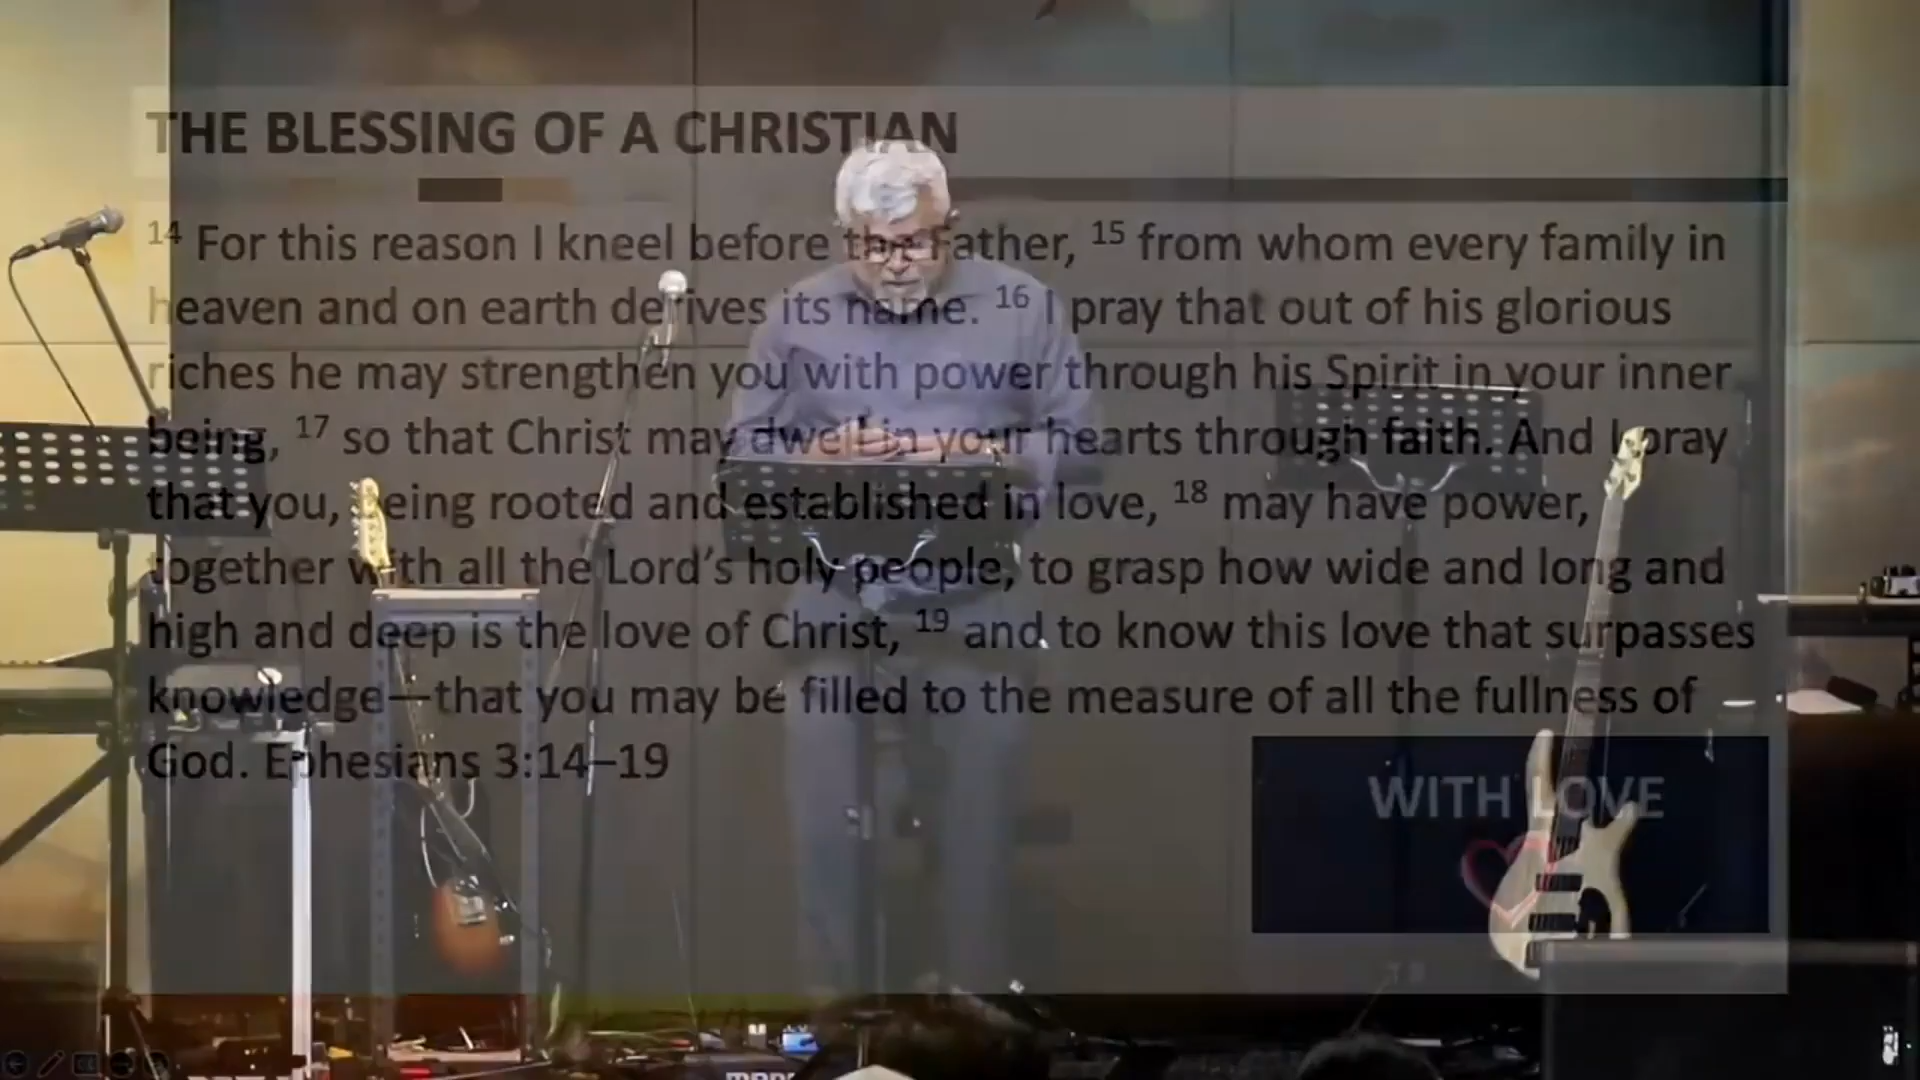 THE BLESSING OF A CHRISTIAN
14 For this reason I kneel before the Father, 15 from whom every family in
heaven and on earth derives its name. 16 I pray that out of his glorious
riches he may strengthen you with power through his Spirit in your inner
being, 17 so that Christ may dwell in your hearts through faith. And I pray
that you, being rooted and established in love, 18 may have power,
together with all the Lord's holy people, to grasp how wide and long and
high and deep is the love of Christ, 19 and to know this love that surpasses
knowledge—that you may be filled to the measure of all the fullness of
God. Ephesians 3:14–19
WITH LOVE